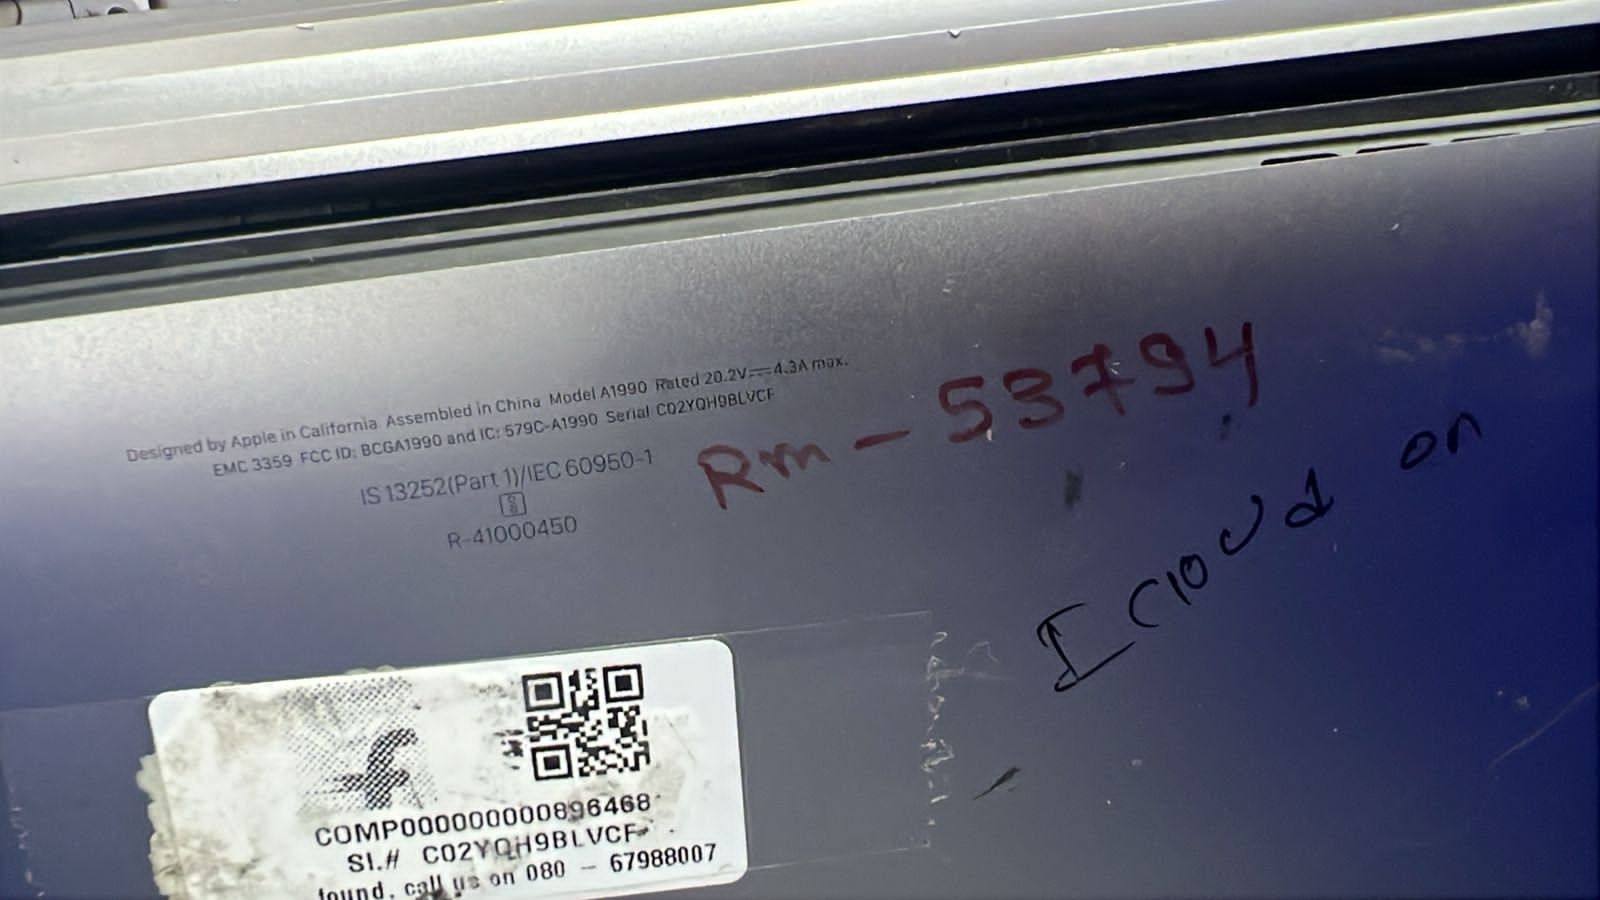 Designed by Apple in California Assembled in China Model A1990 Rated 20.2V⎓4.3A max.
EMC 3359 FCC ID: BCGA1990 and IC: 579C-A1990 Serial C02YQH9BLVCF
IS 13252(Part 1)/IEC 60950-1
R-41000450
Rm-53794
Icloud on
COMP000000000896468
Sl.# C02YQH9BLVCF
found, call us on 080 - 67988007